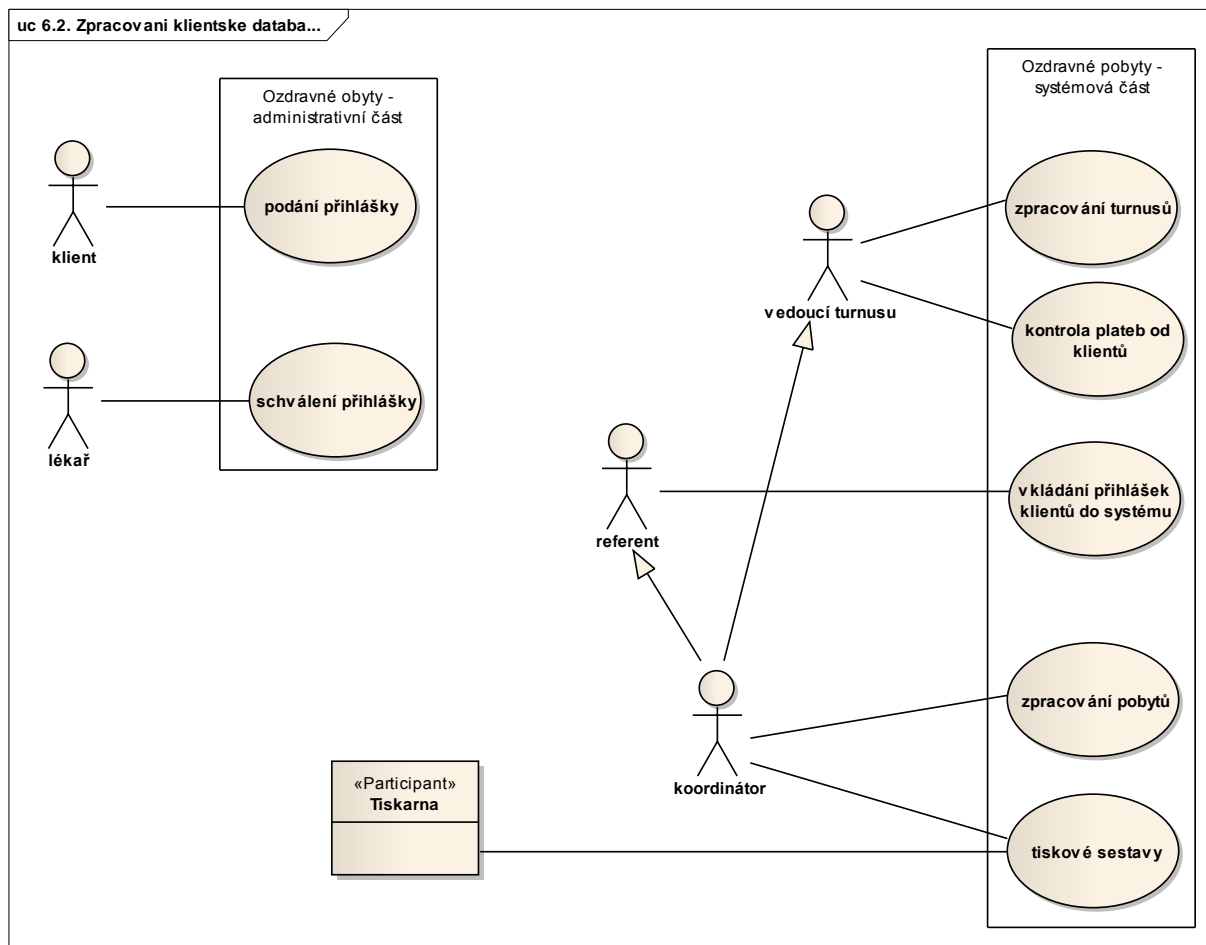 uc 6.2. Zpracovani klientske databa...
Ozdravné obyty -
administrativní část
podání přihlášky
klient
schválení přihlášky
lékař
Ozdravné pobyty -
systémová část
zpracování turnusů
vedoucí turnusu
kontrola plateb od
klientů
vkládání přihlášek
klientů do systému
referent
zpracování pobytů
koordinátor
«Participant»
Tiskarna
tiskové sestavy